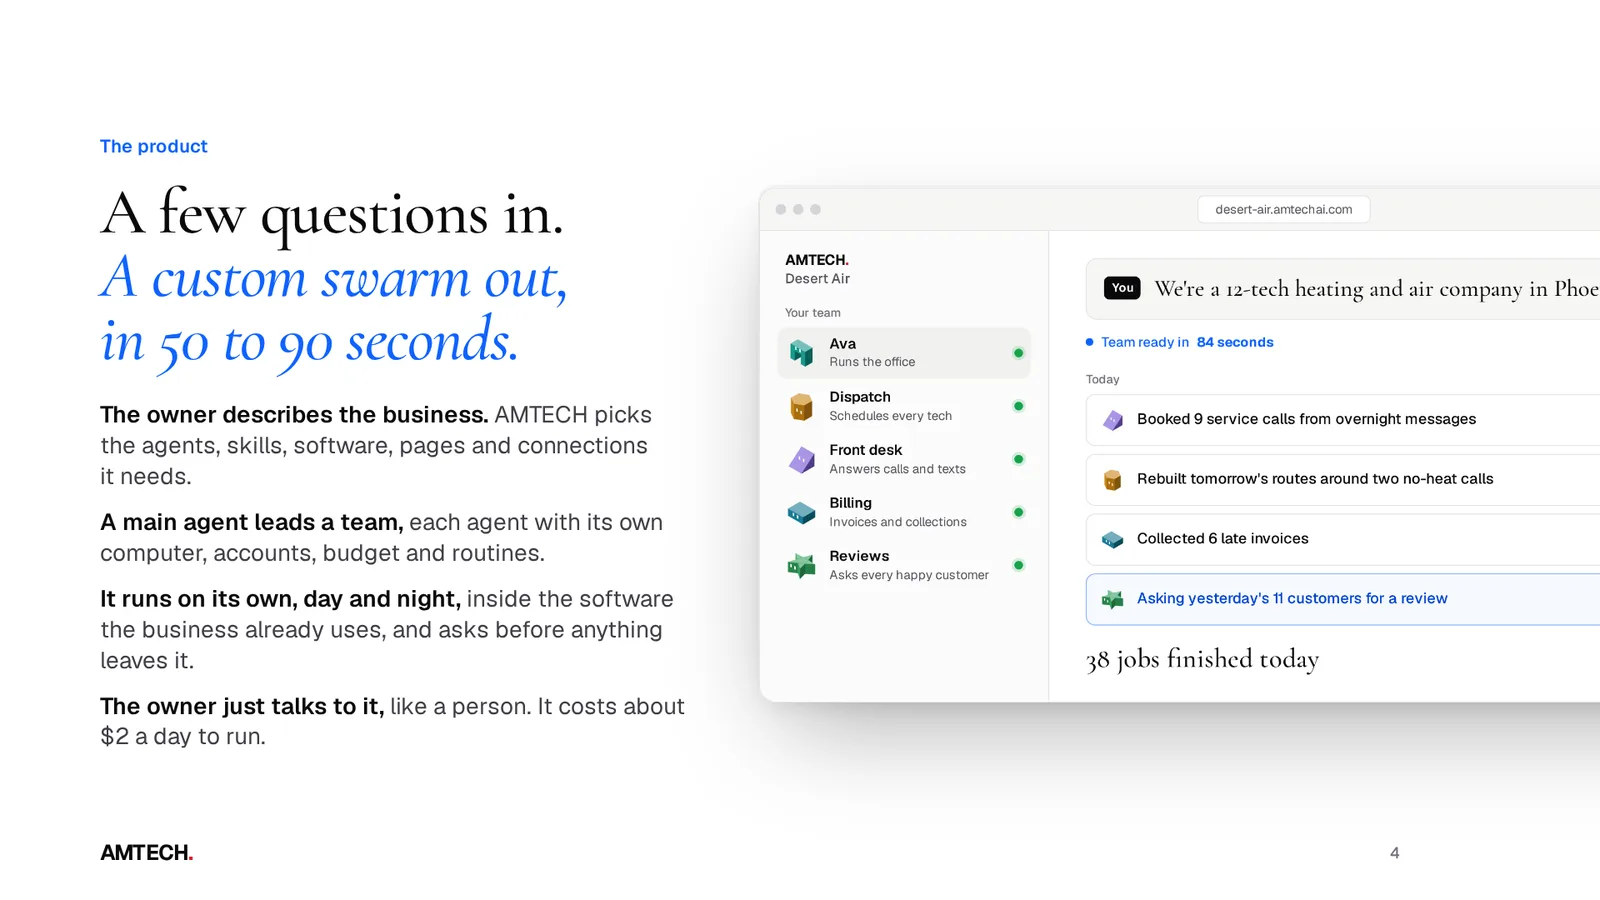 The product
A few questions in.
A custom swarm out,
in 50 to 90 seconds.
The owner describes the business. AMTECH picks
the agents, skills, software, pages and connections
it needs.
A main agent leads a team, each agent with its own
computer, accounts, budget and routines.
It runs on its own, day and night, inside the software
the business already uses, and asks before anything
leaves it.
The owner just talks to it, like a person. It costs about
$2 a day to run.
desert-air.amtechai.com
AMTECH.
Desert Air
Your team
Ava
Runs the office
Dispatch
Schedules every tech
Front desk
Answers calls and texts
Billing
Invoices and collections
Reviews
Asks every happy customer
You We're a 12-tech heating and air company in Phoe
Team ready in 84 seconds
Today
Booked 9 service calls from overnight messages
Rebuilt tomorrow's routes around two no-heat calls
Collected 6 late invoices
Asking yesterday's 11 customers for a review
38 jobs finished today
AMTECH.
4